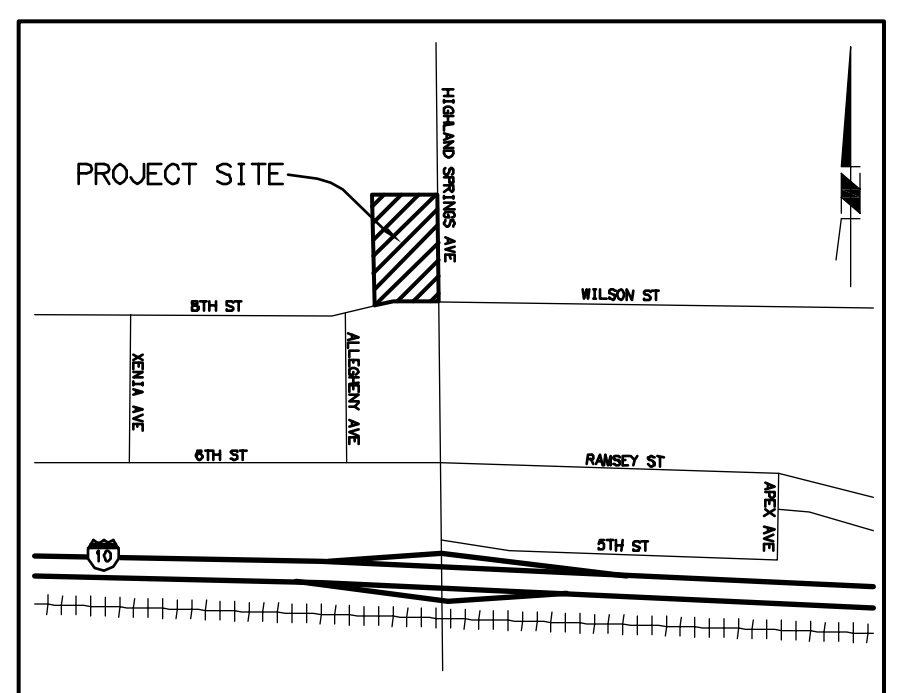 HIGHLAND SPRINGS AVE
PROJECT SITE
N
8TH ST
WILSON ST
XENIA AVE
ALLEGHENY AVE
6TH ST
RAMSEY ST
APEX AVE
5TH ST
10